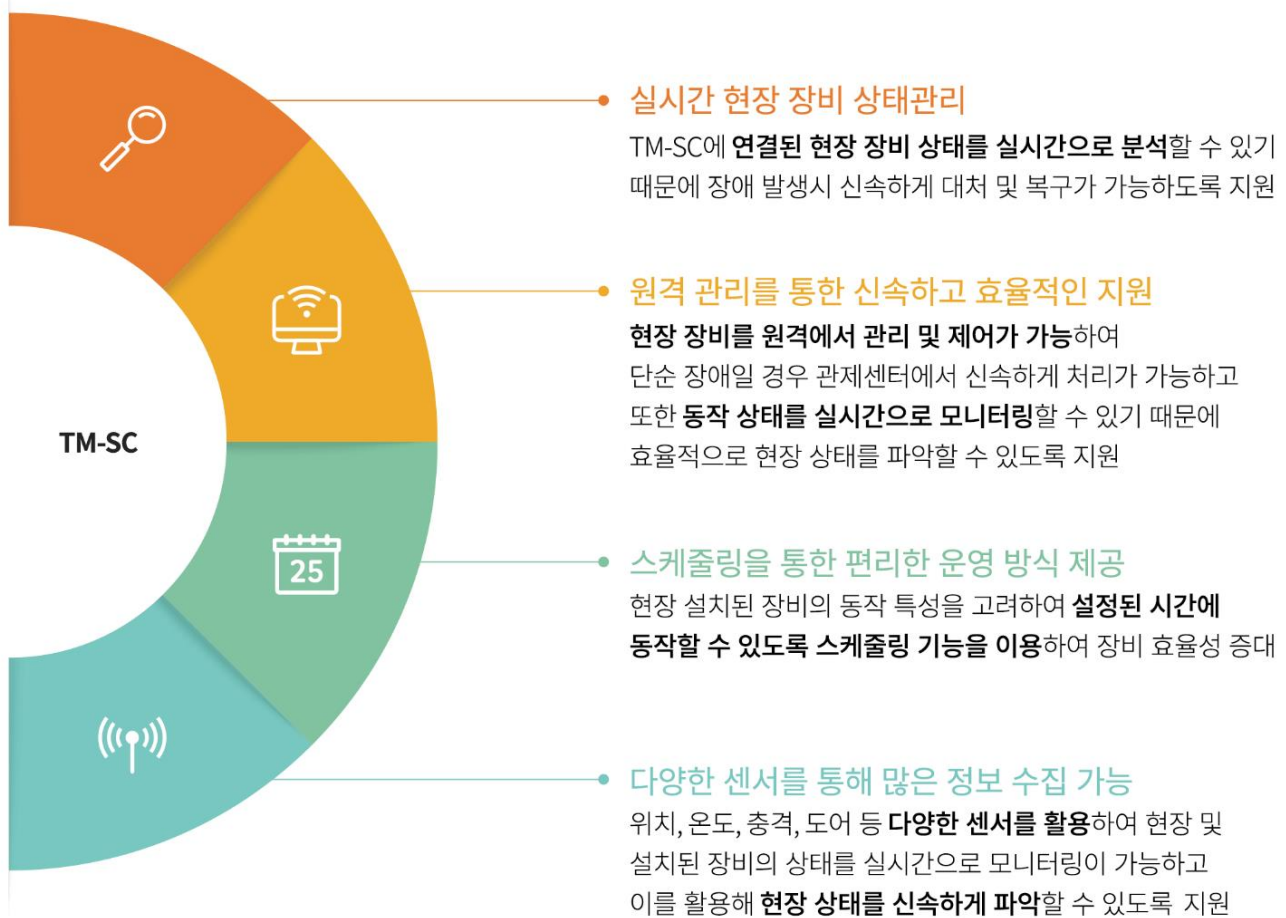 TM-SC
25
실시간 현장 장비 상태관리
TM-SC에 연결된 현장 장비 상태를 실시간으로 분석할 수 있기
때문에 장애 발생시 신속하게 대처 및 복구가 가능하도록 지원
원격 관리를 통한 신속하고 효율적인 지원
현장 장비를 원격에서 관리 및 제어가 가능하여
단순 장애일 경우 관제센터에서 신속하게 처리가 가능하고
또한 동작 상태를 실시간으로 모니터링할 수 있기 때문에
효율적으로 현장 상태를 파악할 수 있도록 지원
스케줄링을 통한 편리한 운영 방식 제공
현장 설치된 장비의 동작 특성을 고려하여 설정된 시간에
동작할 수 있도록 스케줄링 기능을 이용하여 장비 효율성 증대
다양한 센서를 통해 많은 정보 수집 가능
위치, 온도, 충격, 도어 등 다양한 센서를 활용하여 현장 및
설치된 장비의 상태를 실시간으로 모니터링이 가능하고
이를 활용해 현장 상태를 신속하게 파악할 수 있도록 지원